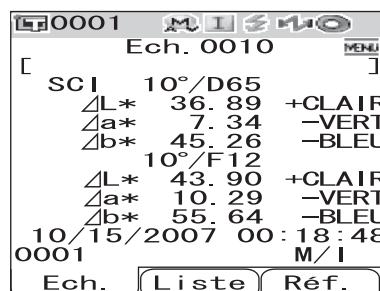 0001 M I
Ech. 0010 MENU
[ ]
SCI 10°/D65
⊿L* 36.89 +CLAIR
⊿a* 7.34 −VERT
⊿b* 45.26 −BLEU
10°/F12
⊿L* 43.90 +CLAIR
⊿a* 10.29 −VERT
⊿b* 55.64 −BLEU
10/15/2007 00:18:48
0001 M/I
Ech. Liste Réf.